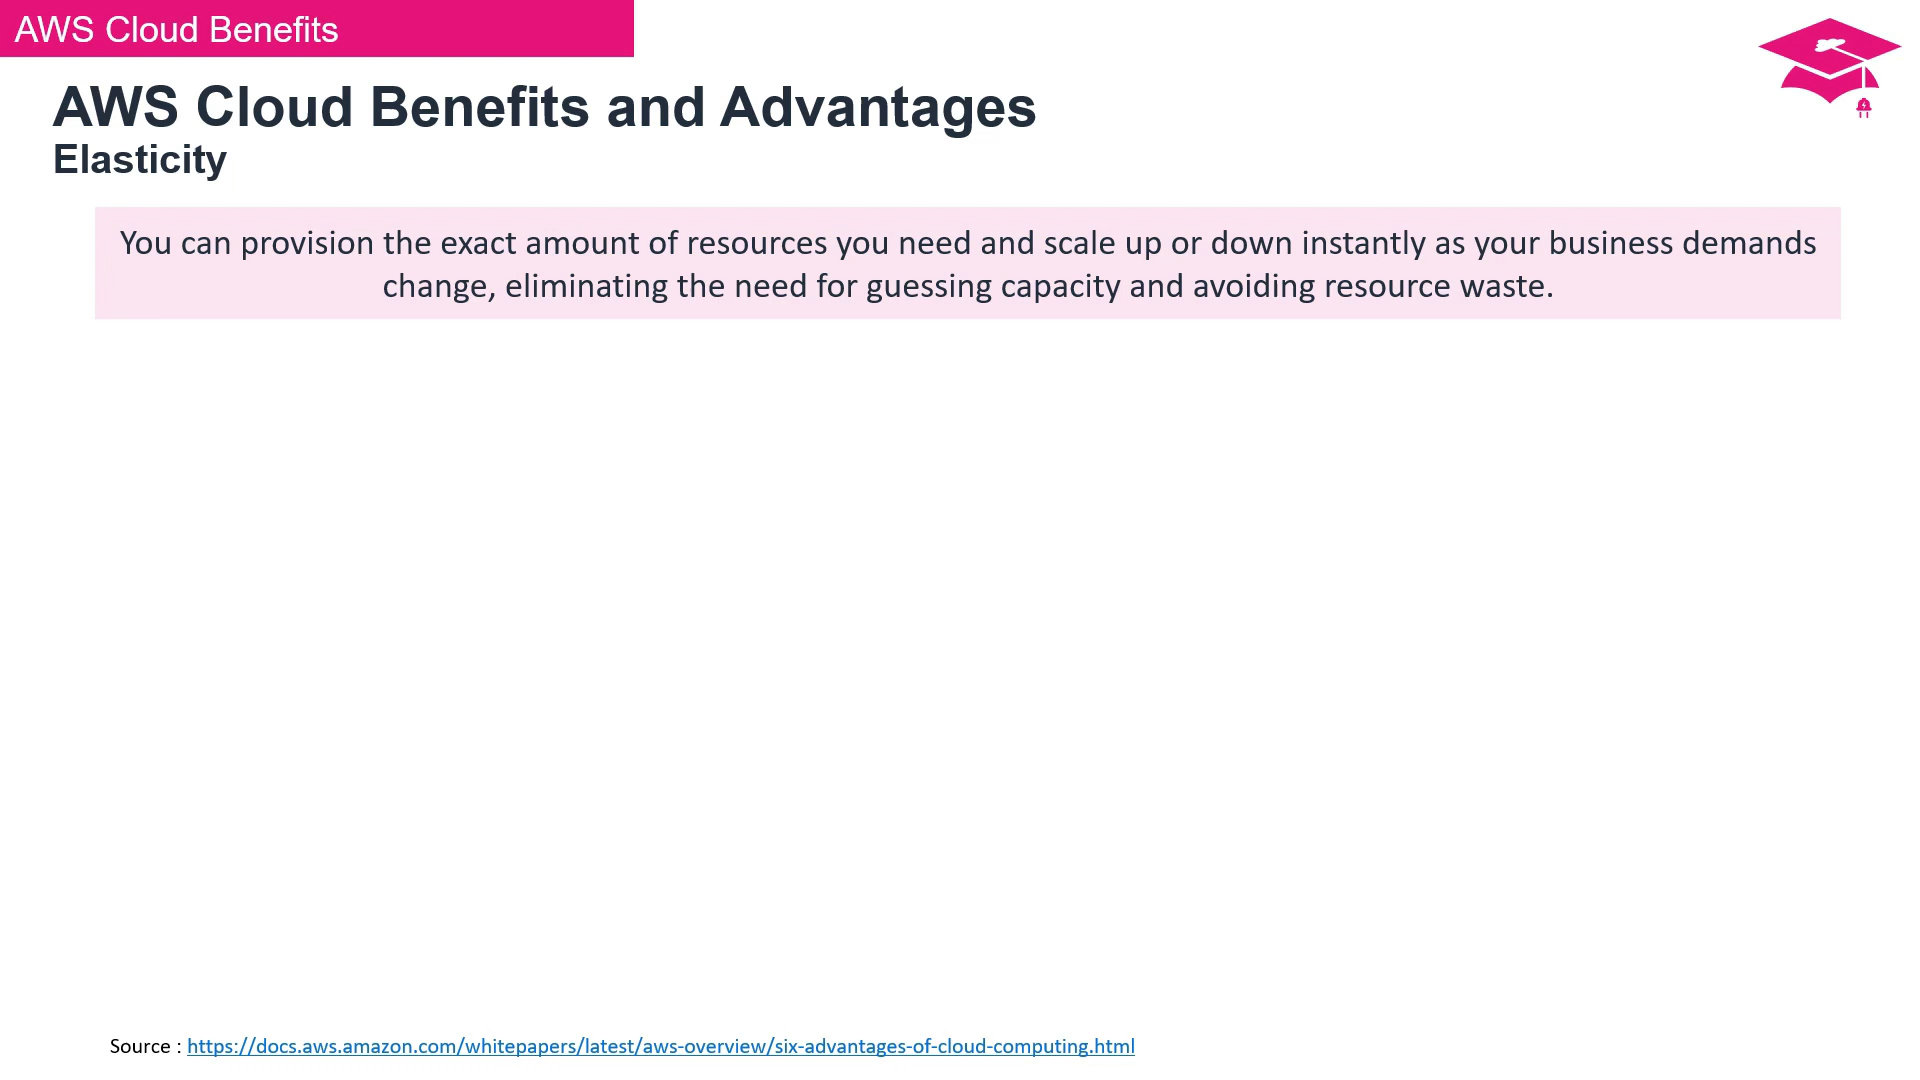 AWS Cloud Benefits
AWS Cloud Benefits and Advantages
Elasticity
You can provision the exact amount of resources you need and scale up or down instantly as your business demands
change, eliminating the need for guessing capacity and avoiding resource waste.
Source : https://docs.aws.amazon.com/whitepapers/latest/aws-overview/six-advantages-of-cloud-computing.html